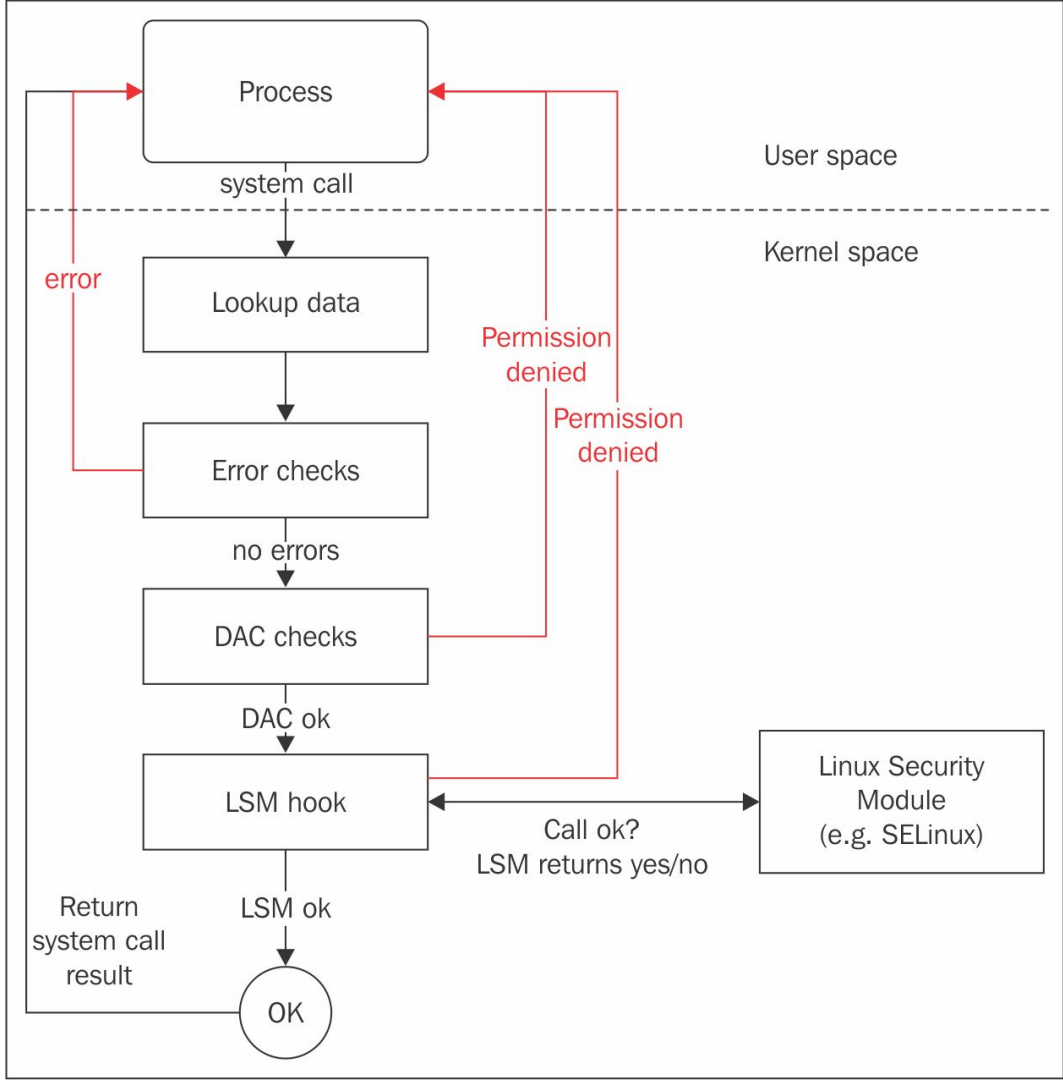 Process
User space
system call
Kernel space
error
Lookup data
Permission
denied
Permission
denied
Error checks
no errors
DAC checks
DAC ok
LSM hook
Linux Security
Module
(e.g. SELinux)
Call ok?
LSM returns yes/no
LSM ok
Return
system call
result
OK